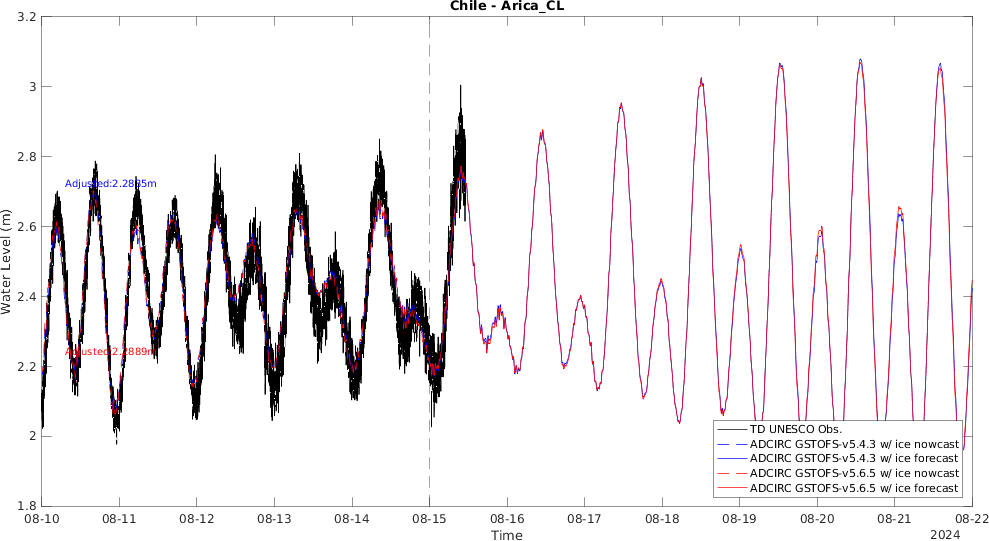 Chile - Arica_CL
3.2
3
2.8
2.6
2.4
2.2
2
1.8
Water Level (m)
Adjusted:2.2885m
Adjusted:2.2889m
TD UNESCO Obs.
ADCIRC GSTOFS-v5.4.3 w/ ice nowcast
ADCIRC GSTOFS-v5.4.3 w/ ice forecast
ADCIRC GSTOFS-v5.6.5 w/ ice nowcast
ADCIRC GSTOFS-v5.6.5 w/ ice forecast
08-10 08-11 08-12 08-13 08-14 08-15 08-16 08-17 08-18 08-19 08-20 08-21 08-22
Time
2024